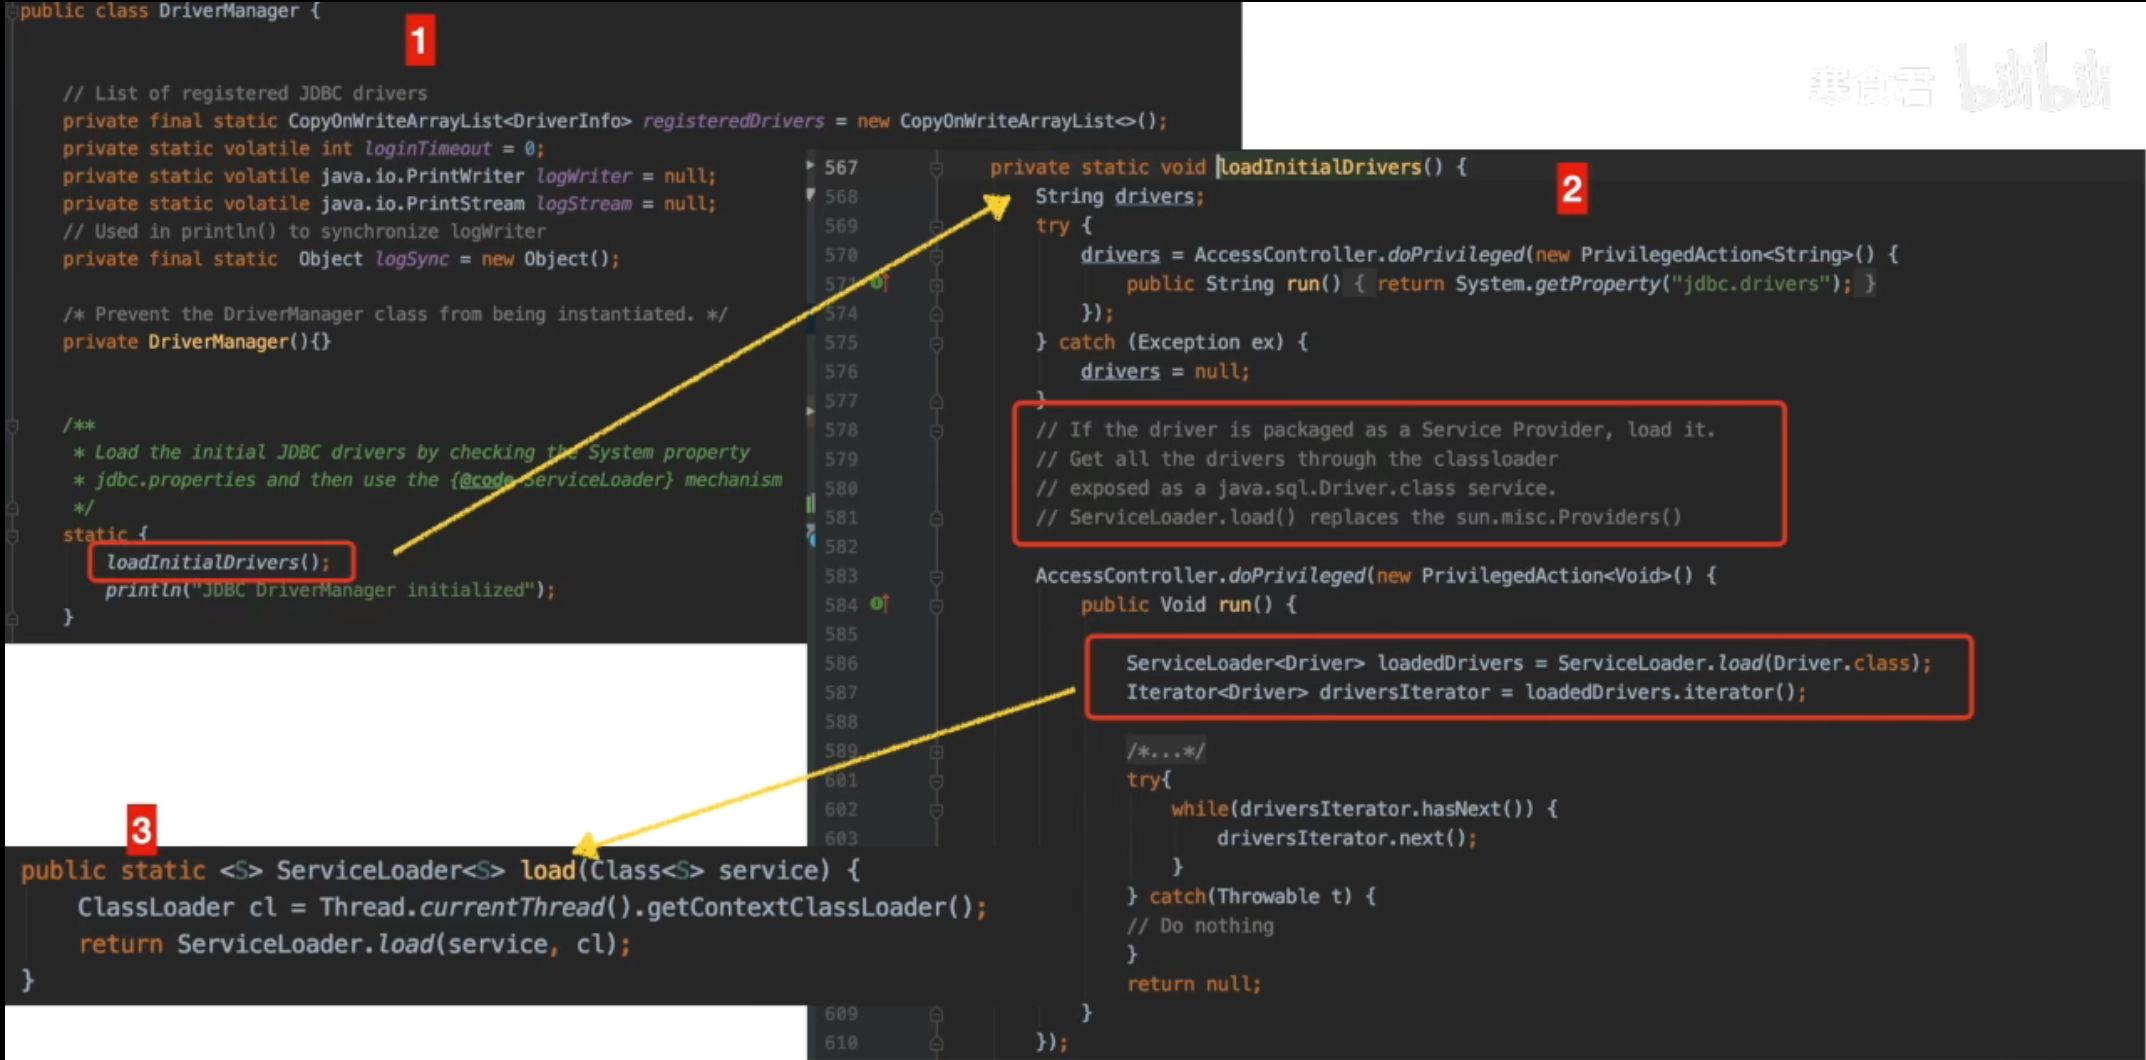 public class DriverManager {
1
// List of registered JDBC drivers
private final static CopyOnWriteArrayList<DriverInfo> registeredDrivers = new CopyOnWriteArrayList<>();
private static volatile int loginTimeout = 0;
private static volatile java.io.PrintWriter logWriter = null;
private static volatile java.io.PrintStream logStream = null;
// Used in println() to synchronize logWriter
private final static  Object logSync = new Object();
/* Prevent the DriverManager class from being instantiated. */
private DriverManager(){}
/**
* Load the initial JDBC drivers by checking the System property
* jdbc.properties and then use the {@code ServiceLoader} mechanism
*/
static {
loadInitialDrivers();
println("JDBC DriverManager initialized");
}
寒食君 bilibili
2
567 private static void loadInitialDrivers() {
568 String drivers;
569 try {
570 drivers = AccessController.doPrivileged(new PrivilegedAction<String>() {
571 public String run() { return System.getProperty("jdbc.drivers"); }
574 });
575 } catch (Exception ex) {
576 drivers = null;
577 }
578 // If the driver is packaged as a Service Provider, load it.
579 // Get all the drivers through the classloader
580 // exposed as a java.sql.Driver.class service.
581 // ServiceLoader.load() replaces the sun.misc.Providers()
582
583 AccessController.doPrivileged(new PrivilegedAction<Void>() {
584 public Void run() {
585
586 ServiceLoader<Driver> loadedDrivers = ServiceLoader.load(Driver.class);
587 Iterator<Driver> driversIterator = loadedDrivers.iterator();
588
589 /*...*/
601 try{
602 while(driversIterator.hasNext()) {
603 driversIterator.next();
}
} catch(Throwable t) {
// Do nothing
}
return null;
609 }
610 });
3
public static <S> ServiceLoader<S> load(Class<S> service) {
ClassLoader cl = Thread.currentThread().getContextClassLoader();
return ServiceLoader.load(service, cl);
}